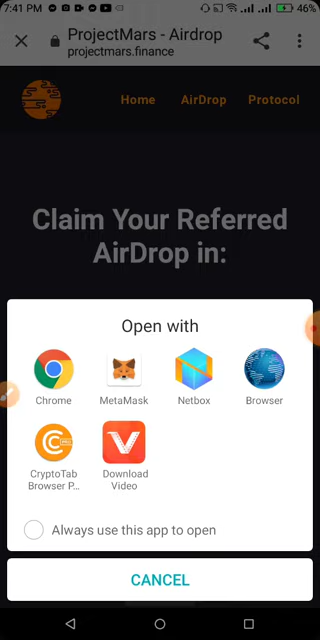 7:41 PM
46%
ProjectMars - Airdrop
projectmars.finance
Home AirDrop Protocol
Claim Your Referred
AirDrop in:
Open with
Chrome MetaMask Netbox Browser
CryptoTab
Browser P...
Download
Video
Always use this app to open
CANCEL